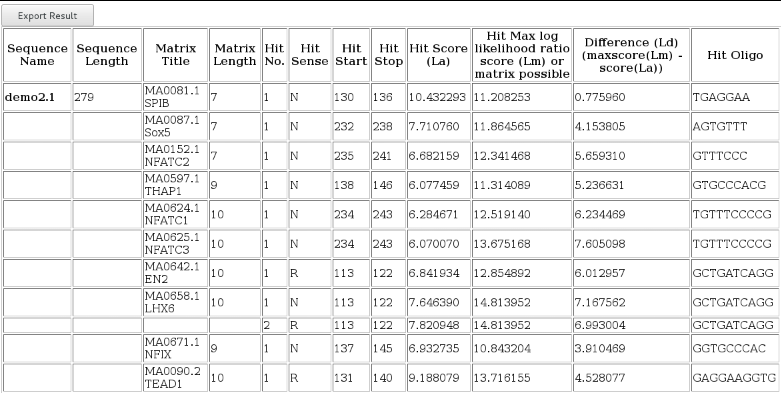 Export Result
Sequence Name Sequence Length Matrix Title Matrix Length Hit No. Hit Sense Hit Start Hit Stop Hit Score (La) Hit Max log likelihood ratio score (Lm) or matrix possible Difference (Ld) (maxscore(Lm) - score(La)) Hit Oligo
demo2.1 279 MA0081.1 SPIB 7 1 N 130 136 10.432293 11.208253 0.775960 TGAGGAA
MA0087.1 Sox5 7 1 N 232 238 7.710760 11.864565 4.153805 AGTGTTT
MA0152.1 NFATC2 7 1 N 235 241 6.682159 12.341468 5.659310 GTTTCCC
MA0597.1 THAP1 9 1 N 138 146 6.077459 11.314089 5.236631 GTGCCCACG
MA0624.1 NFATC1 10 1 N 234 243 6.284671 12.519140 6.234469 TGTTTCCCCG
MA0625.1 NFATC3 10 1 N 234 243 6.070070 13.675168 7.605098 TGTTTCCCCG
MA0642.1 EN2 10 1 R 113 122 6.841934 12.854892 6.012957 GCTGATCAGG
MA0658.1 LHX6 10 1 N 113 122 7.646390 14.813952 7.167562 GCTGATCAGG
2 R 113 122 7.820948 14.813952 6.993004 GCTGATCAGG
MA0671.1 NFIX 9 1 N 137 145 6.932735 10.843204 3.910469 GGTGCCCAC
MA0090.2 TEAD1 10 1 R 131 140 9.188079 13.716155 4.528077 GAGGAAGGTG